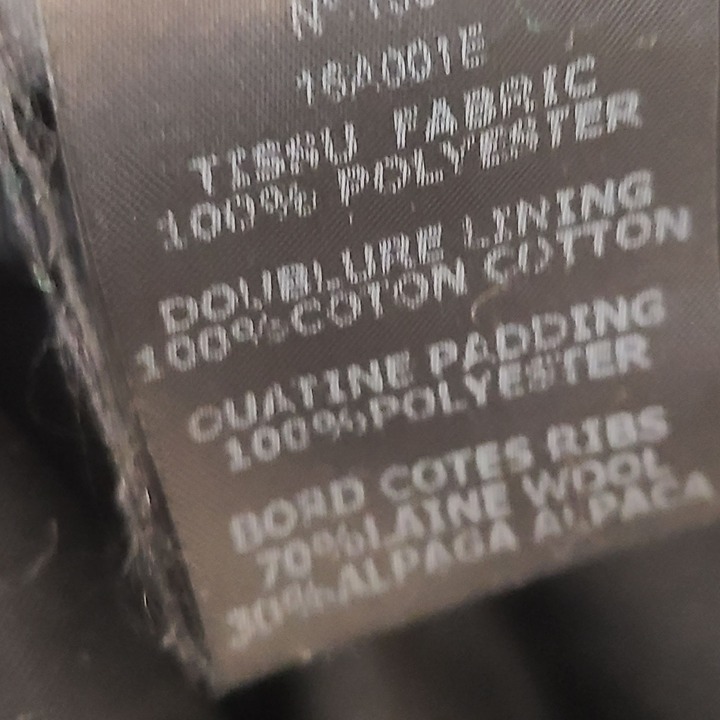 16A001E
TISSU FABRIC
100% POLYESTER
DOUBLURE LINING
100%COTON COTTON
OUATINE PADDING
100%POLYESTER
BORD COTES RIBS
70%LAINE WOOL
30%ALPAGA ALPACA